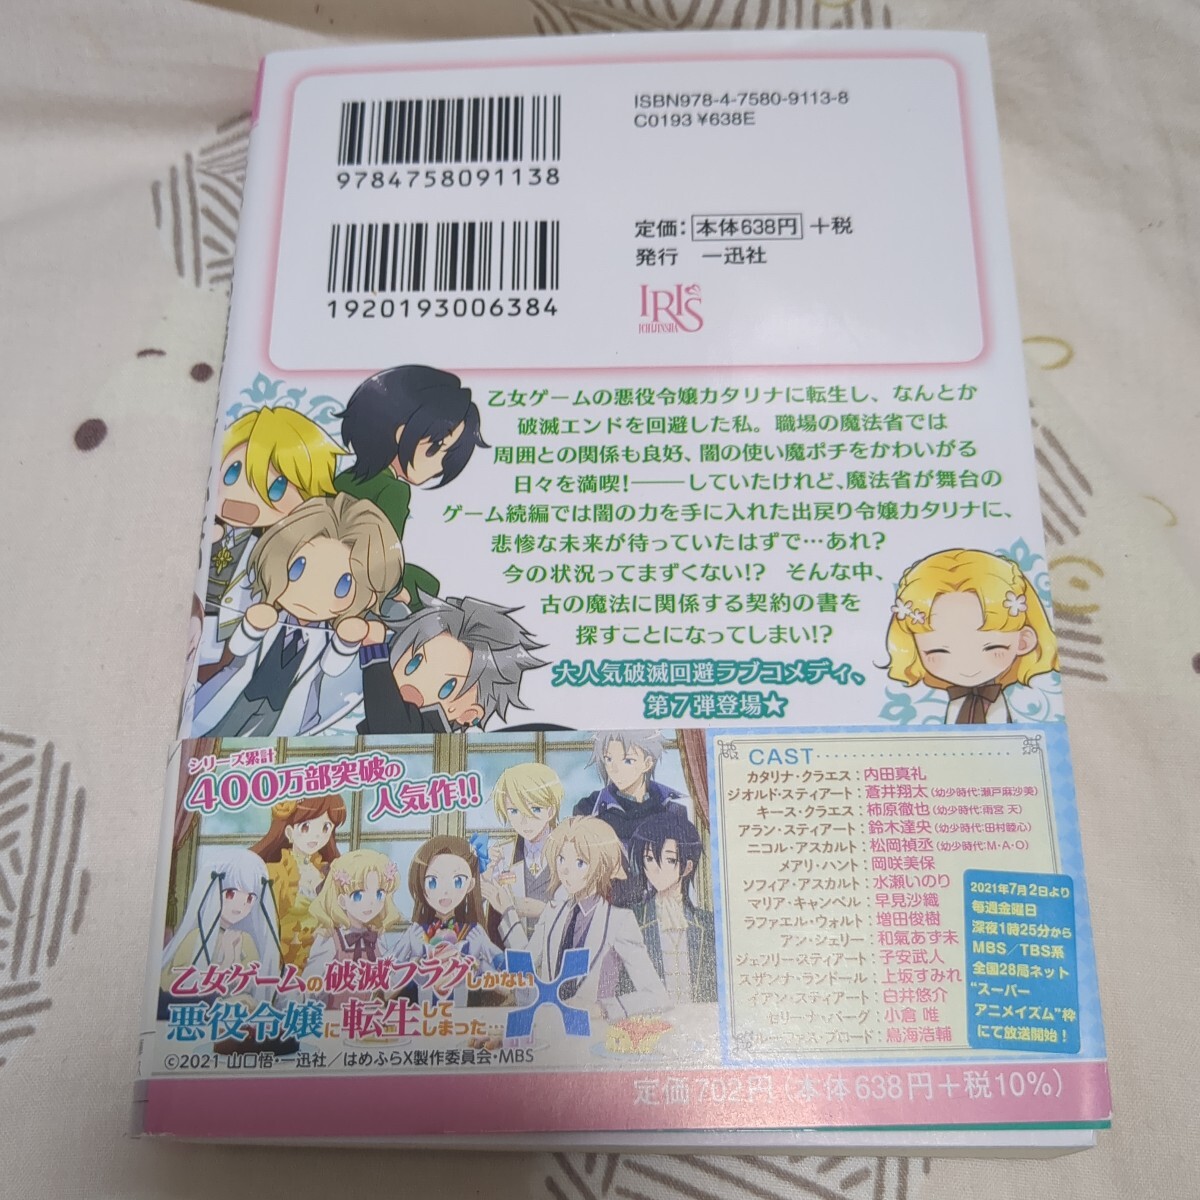 ISBN978-4-7580-9113-8
C0193 ¥638E
9784758091138
1920193006384
定価：本体638円＋税
発行　一迅社
IRIS
ICHIJINSHA
乙女ゲームの悪役令嬢カタリナに転生し、なんとか
破滅エンドを回避した私。職場の魔法省では
周囲との関係も良好、闇の使い魔ポチをかわいがる
日々を満喫！――していたけれど、魔法省が舞台の
ゲーム続編では闇の力を手に入れた出戻り令嬢カタリナに、
悲惨な未来が待っていたはずで…あれ？
今の状況ってまずくない!?　そんな中、
古の魔法に関係する契約の書を
探すことになってしまい!?
大人気破滅回避ラブコメディ、
第７弾登場★
シリーズ累計
400万部突破の
人気作!!
乙女ゲームの破滅フラグしかない
悪役令嬢に転生してしまった…X
©2021 山口悟・一迅社／はめふらX製作委員会・MBS
CAST
カタリナ・クラエス：内田真礼
ジオルド・スティアート：蒼井翔太（幼少時代：瀬戸麻沙美）
キース・クラエス：柿原徹也（幼少時代：雨宮 天）
アラン・スティアート：鈴木達央（幼少時代：田村睦心）
ニコル・アスカルト：松岡禎丞（幼少時代：M・A・O）
メアリ・ハント：岡咲美保
ソフィア・アスカルト：水瀬いのり
マリア・キャンベル：早見沙織
ラファエル・ウォルト：増田俊樹
アン・シェリー：和氣あず未
ジェフリー・スティアート：子安武人
スザンナ・ランドール：上坂すみれ
イアン・スティアート：白井悠介
セリーナ・バーグ：小倉 唯
ルーファス・ブロード：鳥海浩輔
2021年7月2日より
毎週金曜日
深夜1時25分から
MBS／TBS系
全国28局ネット
“スーパー
アニメイズム”枠
にて放送開始！
定価702円（本体638円＋税10％）